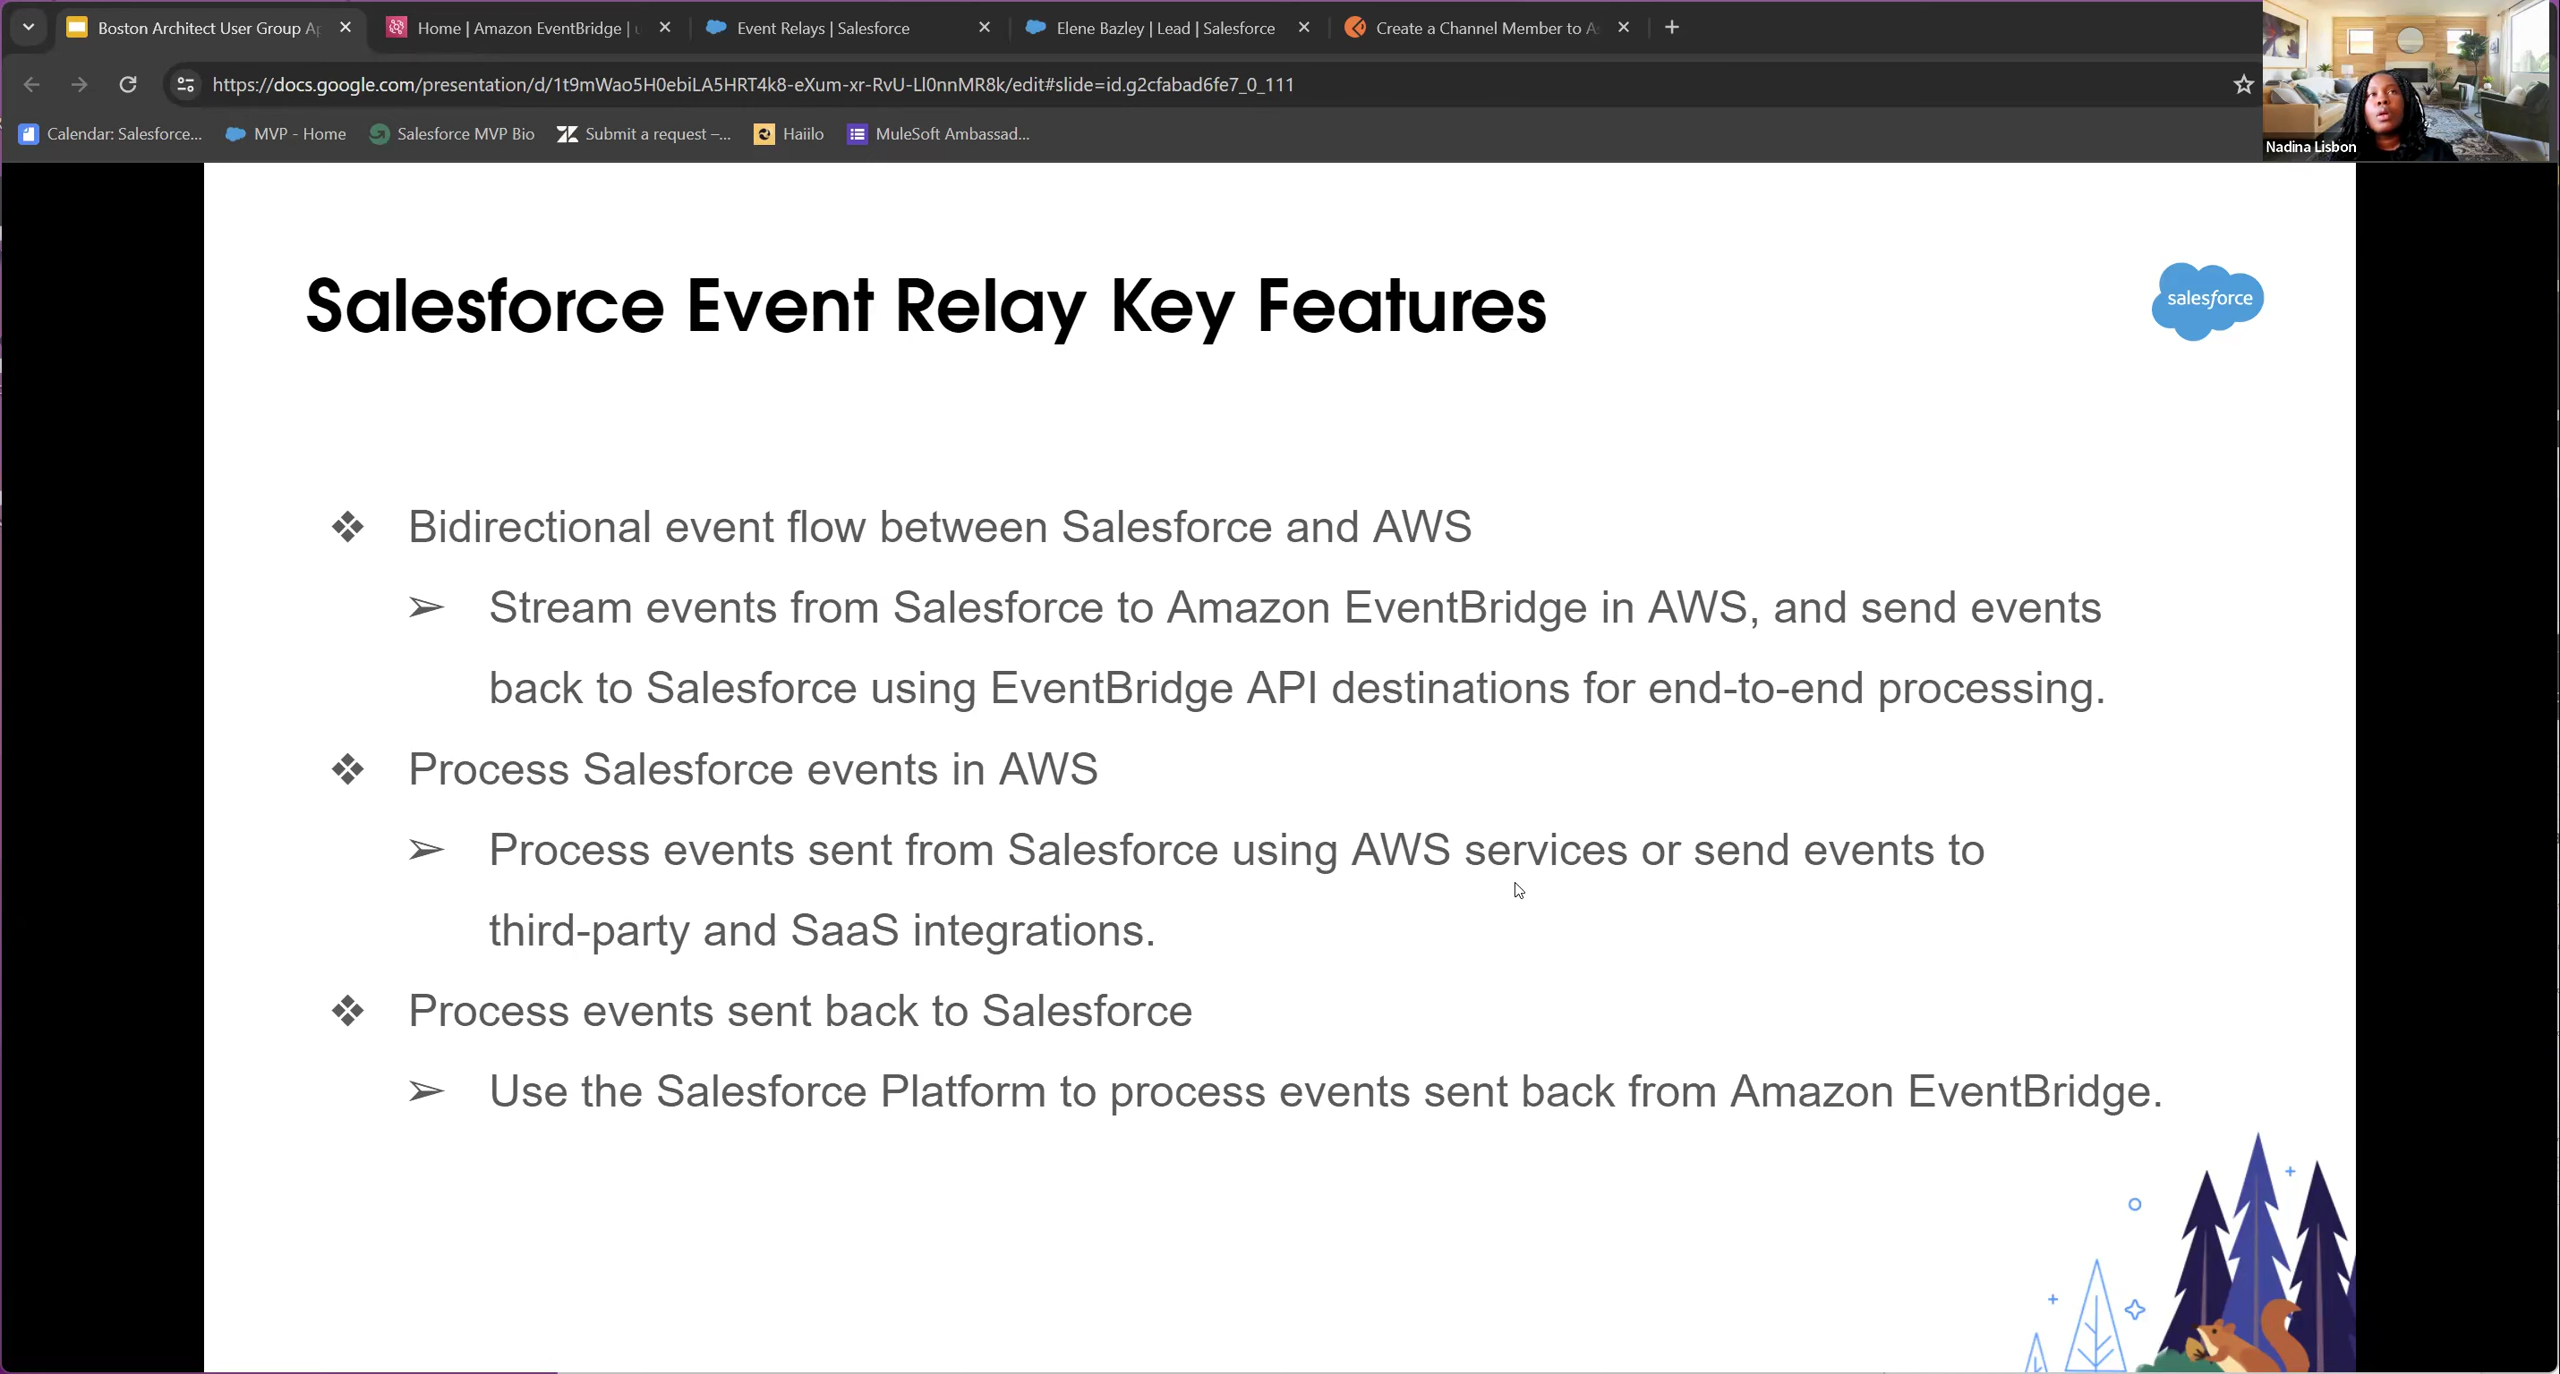 Boston Architect User Group Ap
Home | Amazon EventBridge | u
Event Relays | Salesforce
Elene Bazley | Lead | Salesforce
Create a Channel Member to As
https://docs.google.com/presentation/d/1t9mWao5H0ebiLA5HRT4k8-eXum-xr-RvU-Ll0nnMR8k/edit#slide=id.g2cfabad6fe7_0_111
Calendar: Salesforce...
MVP - Home
Salesforce MVP Bio
Submit a request –...
Haiilo
MuleSoft Ambassad...
Nadina Lisbon
Salesforce Event Relay Key Features
salesforce
❖ Bidirectional event flow between Salesforce and AWS
➢ Stream events from Salesforce to Amazon EventBridge in AWS, and send events
back to Salesforce using EventBridge API destinations for end-to-end processing.
❖ Process Salesforce events in AWS
➢ Process events sent from Salesforce using AWS services or send events to
third-party and SaaS integrations.
❖ Process events sent back to Salesforce
➢ Use the Salesforce Platform to process events sent back from Amazon EventBridge.